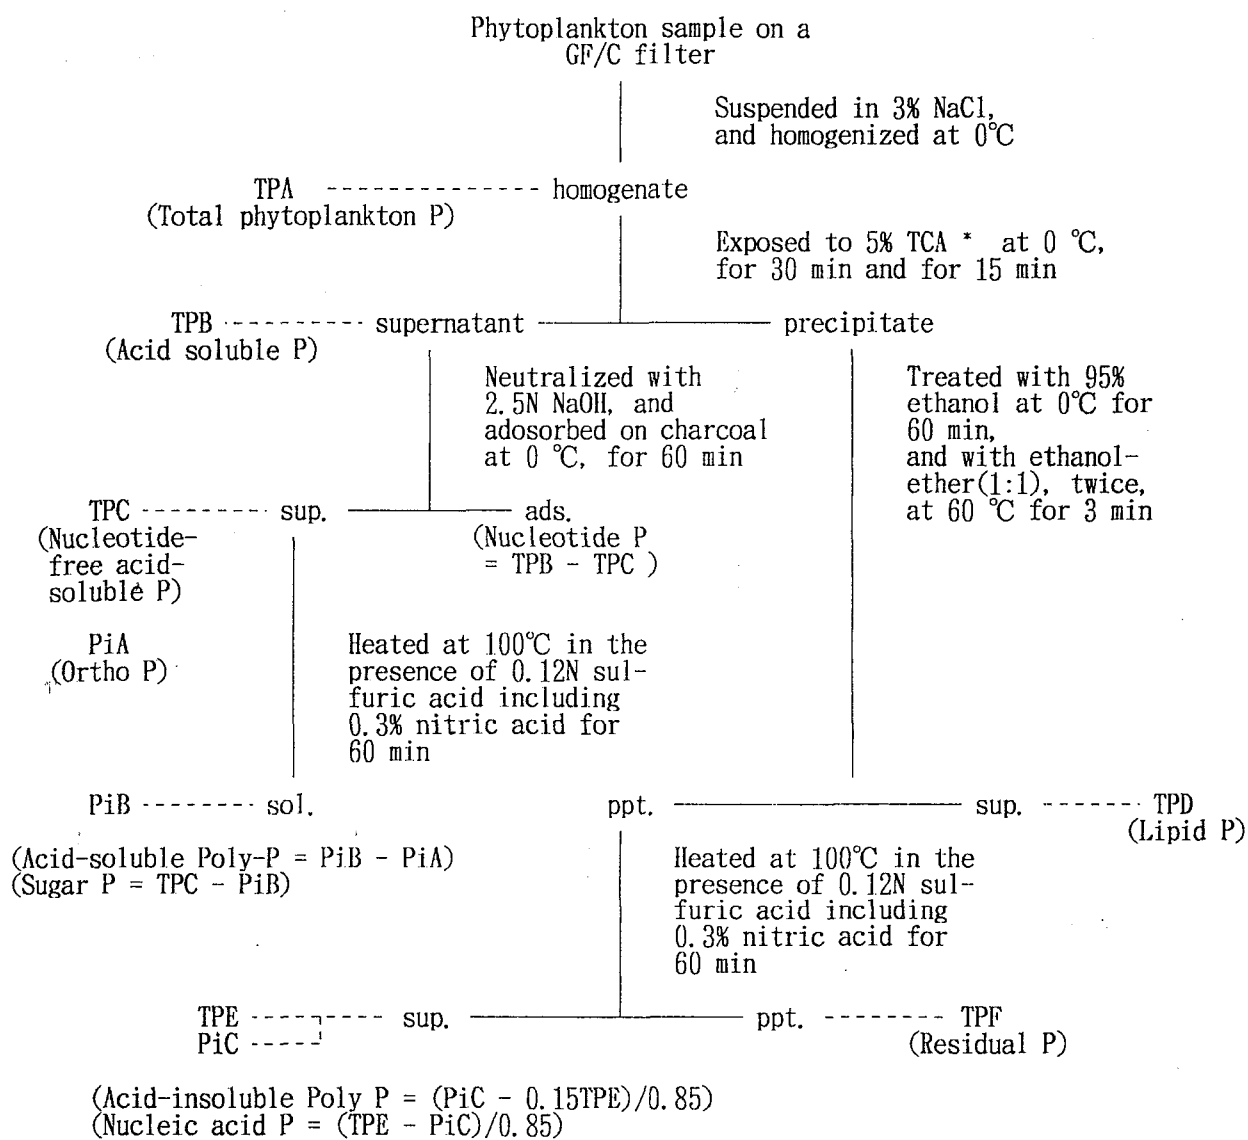 Phytoplankton sample on a
GF/C filter
Suspended in 3% NaCl,
and homogenized at 0℃
TPA
homogenate
(Total phytoplankton P)
Exposed to 5% TCA * at 0 ℃,
for 30 min and for 15 min
TPB
supernatant
precipitate
(Acid soluble P)
Neutralized with
2.5N NaOH, and
adosorbed on charcoal
at 0 ℃, for 60 min
Treated with 95%
ethanol at 0℃ for
60 min,
and with ethanol-
ether(1:1), twice,
at 60 ℃ for 3 min
TPC
sup.
ads.
(Nucleotide-
free acid-
soluble P)
(Nucleotide P
= TPB - TPC )
PiA
(Ortho P)
Heated at 100℃ in the
presence of 0.12N sul-
furic acid including
0.3% nitric acid for
60 min
PiB
sol.
ppt.
sup.
TPD
(Lipid P)
(Acid-soluble Poly-P = PiB - PiA)
(Sugar P = TPC - PiB)
Heated at 100℃ in the
presence of 0.12N sul-
furic acid including
0.3% nitric acid for
60 min
TPE
PiC
sup.
ppt.
TPF
(Residual P)
(Acid-insoluble Poly P = (PiC - 0.15TPE)/0.85)
(Nucleic acid P = (TPE - PiC)/0.85)